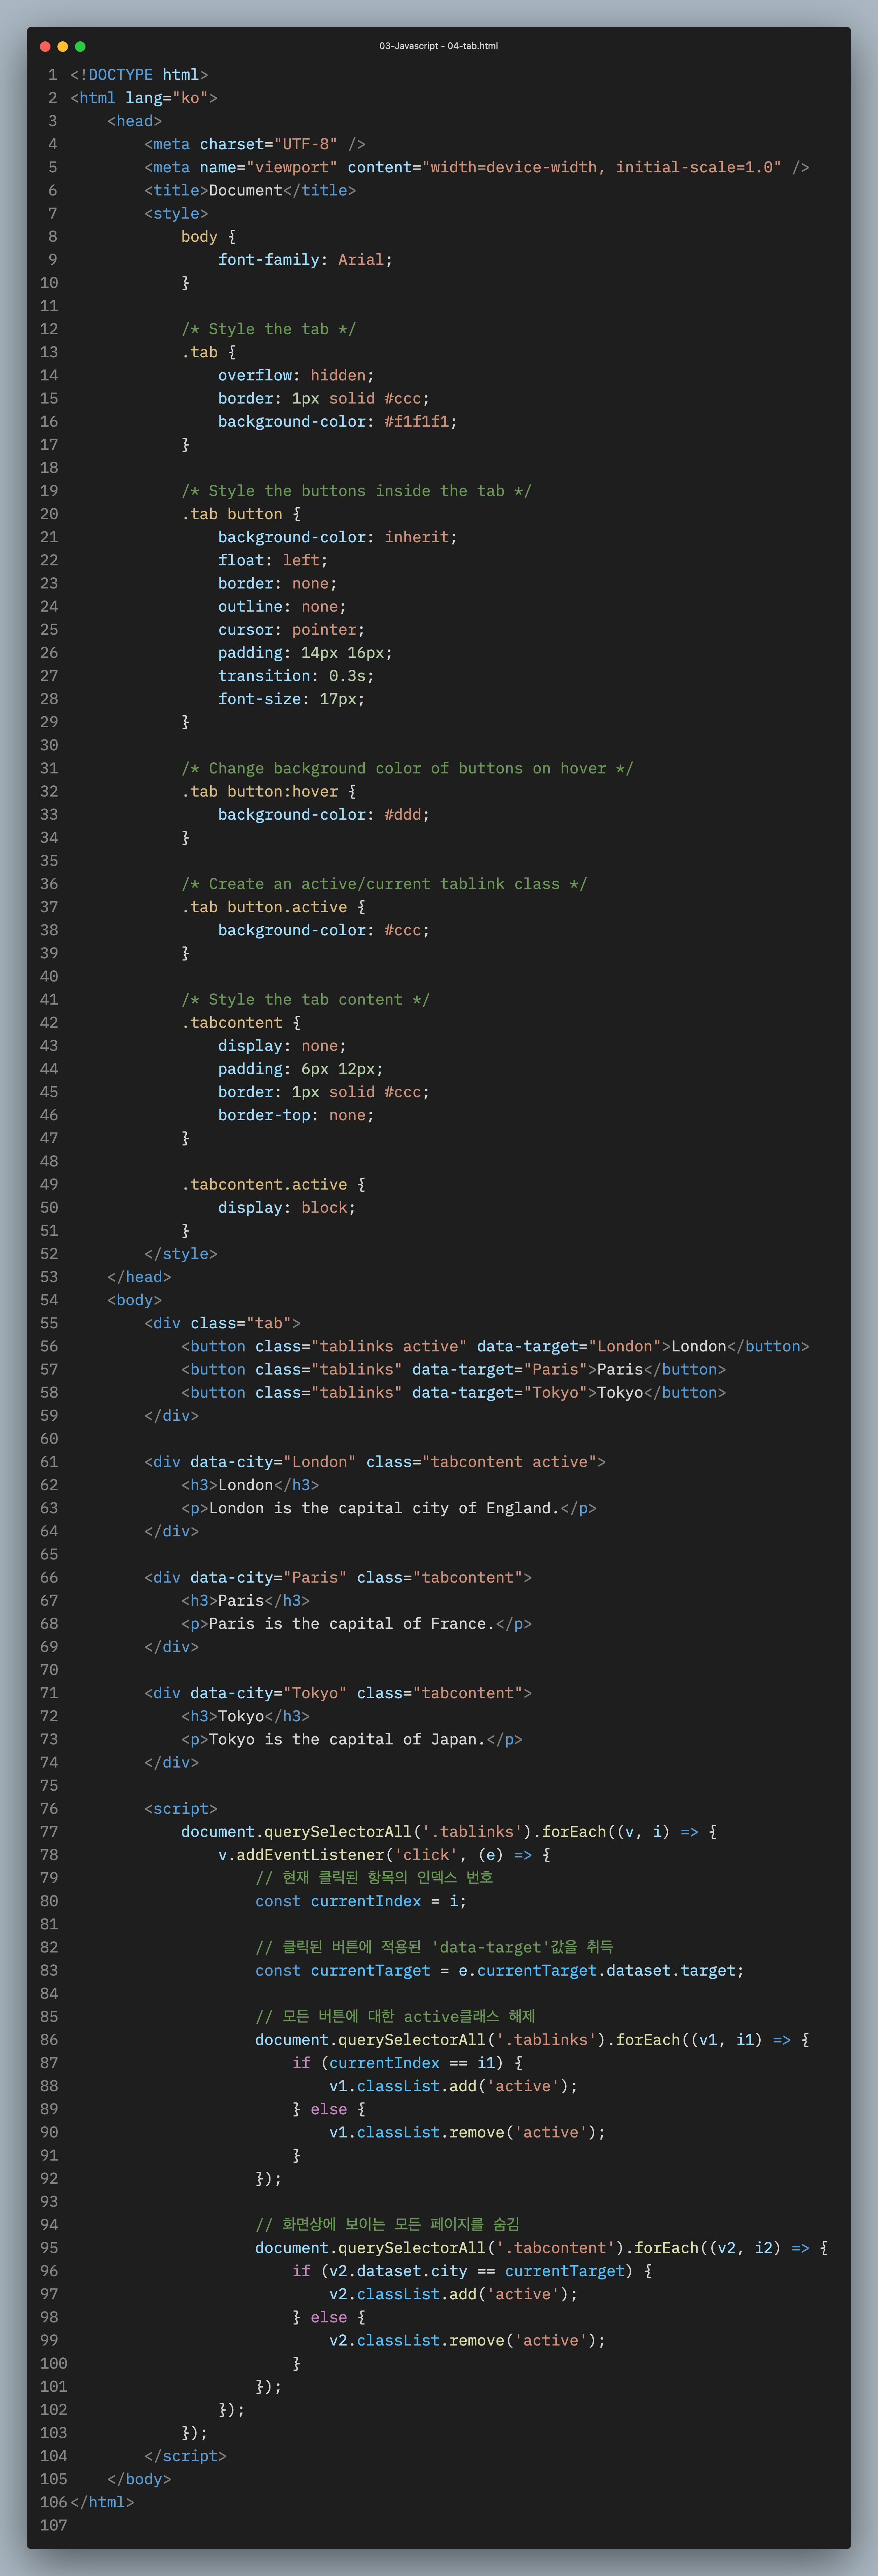 03-Javascript - 04-tab.html
1 <!DOCTYPE html>
2 <html lang="ko">
3     <head>
4         <meta charset="UTF-8" />
5         <meta name="viewport" content="width=device-width, initial-scale=1.0" />
6         <title>Document</title>
7         <style>
8             body {
9                 font-family: Arial;
10             }
11
12             /* Style the tab */
13             .tab {
14                 overflow: hidden;
15                 border: 1px solid #ccc;
16                 background-color: #f1f1f1;
17             }
18
19             /* Style the buttons inside the tab */
20             .tab button {
21                 background-color: inherit;
22                 float: left;
23                 border: none;
24                 outline: none;
25                 cursor: pointer;
26                 padding: 14px 16px;
27                 transition: 0.3s;
28                 font-size: 17px;
29             }
30
31             /* Change background color of buttons on hover */
32             .tab button:hover {
33                 background-color: #ddd;
34             }
35
36             /* Create an active/current tablink class */
37             .tab button.active {
38                 background-color: #ccc;
39             }
40
41             /* Style the tab content */
42             .tabcontent {
43                 display: none;
44                 padding: 6px 12px;
45                 border: 1px solid #ccc;
46                 border-top: none;
47             }
48
49             .tabcontent.active {
50                 display: block;
51             }
52         </style>
53     </head>
54     <body>
55         <div class="tab">
56             <button class="tablinks active" data-target="London">London</button>
57             <button class="tablinks" data-target="Paris">Paris</button>
58             <button class="tablinks" data-target="Tokyo">Tokyo</button>
59         </div>
60
61         <div data-city="London" class="tabcontent active">
62             <h3>London</h3>
63             <p>London is the capital city of England.</p>
64         </div>
65
66         <div data-city="Paris" class="tabcontent">
67             <h3>Paris</h3>
68             <p>Paris is the capital of France.</p>
69         </div>
70
71         <div data-city="Tokyo" class="tabcontent">
72             <h3>Tokyo</h3>
73             <p>Tokyo is the capital of Japan.</p>
74         </div>
75
76         <script>
77             document.querySelectorAll('.tablinks').forEach((v, i) => {
78                 v.addEventListener('click', (e) => {
79                     // 현재 클릭된 항목의 인덱스 번호
80                     const currentIndex = i;
81
82                     // 클릭된 버튼에 적용된 'data-target'값을 취득
83                     const currentTarget = e.currentTarget.dataset.target;
84
85                     // 모든 버튼에 대한 active클래스 해제
86                     document.querySelectorAll('.tablinks').forEach((v1, i1) => {
87                         if (currentIndex == i1) {
88                             v1.classList.add('active');
89                         } else {
90                             v1.classList.remove('active');
91                         }
92                     });
93
94                     // 화면상에 보이는 모든 페이지를 숨김
95                     document.querySelectorAll('.tabcontent').forEach((v2, i2) => {
96                         if (v2.dataset.city == currentTarget) {
97                             v2.classList.add('active');
98                         } else {
99                             v2.classList.remove('active');
100                         }
101                     });
102                 });
103             });
104         </script>
105     </body>
106 </html>
107